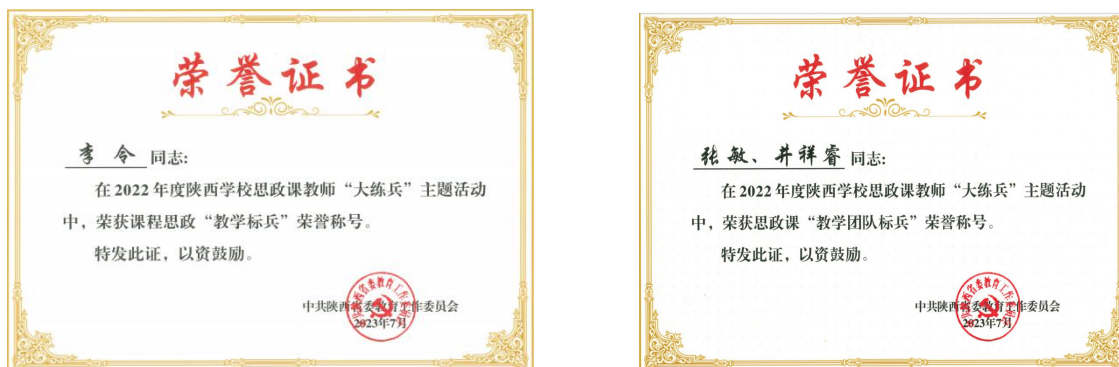 荣誉证书
李令 同志:
在2022年度陕西学校思政课教师“大练兵”主题活动
中，荣获课程思政“教学标兵”荣誉称号。
特发此证，以资鼓励。
中共陕西省委教育工作委员会
2023年7月
荣誉证书
张敏、井祥睿 同志:
在2022年度陕西学校思政课教师“大练兵”主题活动
中，荣获思政课“教学团队标兵”荣誉称号。
特发此证，以资鼓励。
中共陕西省委教育工作委员会
2023年7月